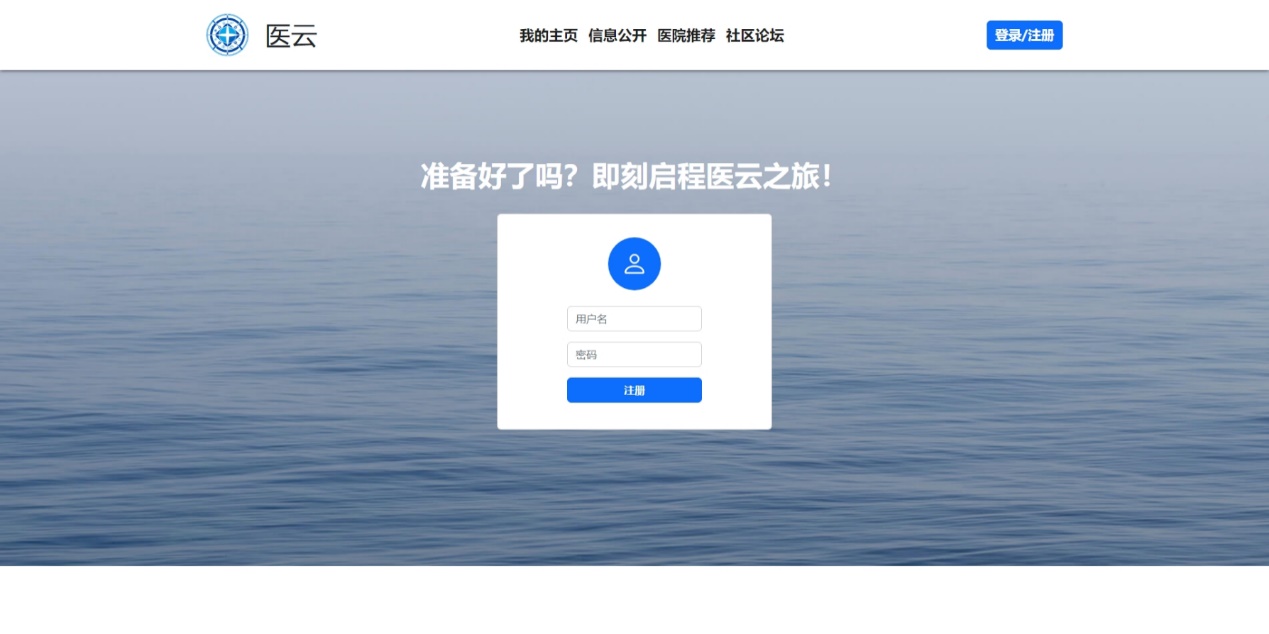 医云
我的主页 信息公开 医院推荐 社区论坛
登录/注册
准备好了吗？即刻启程医云之旅！
用户名
密码
注册